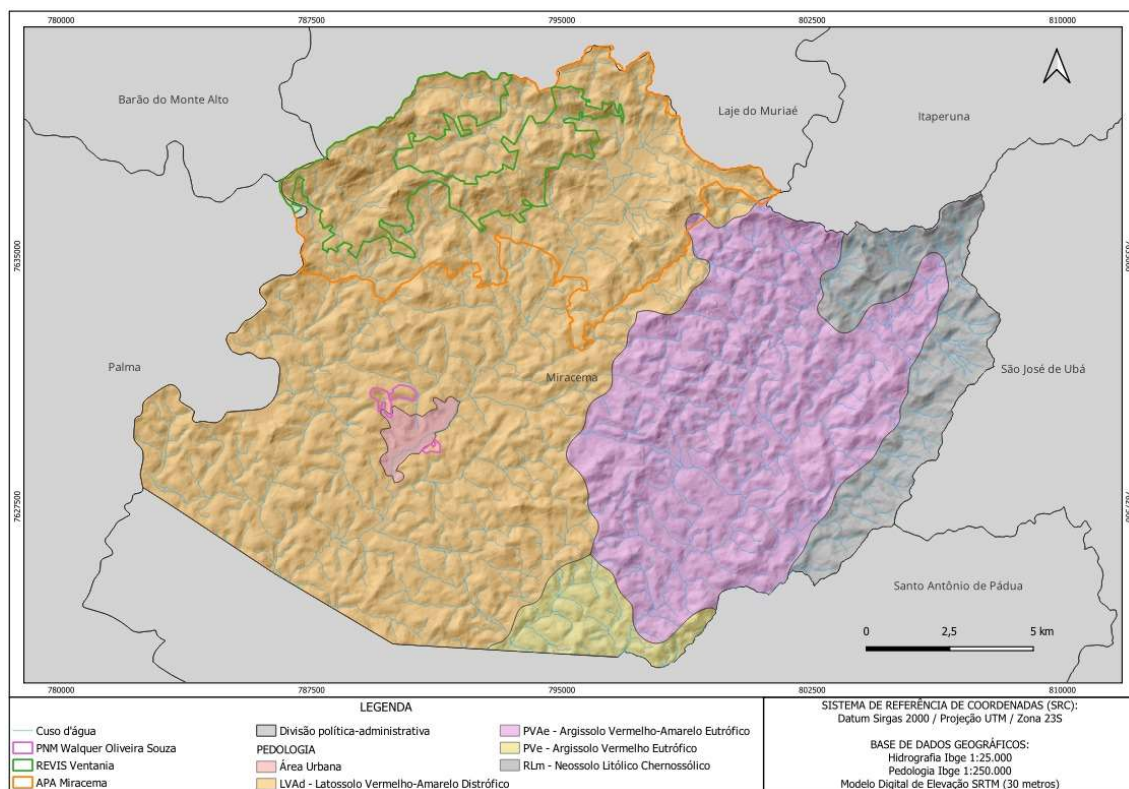 780000 787500 795000 802500 810000
Barão do Monte Alto
Laje do Muriaé
Itaperuna
7635000 7635000
Palma
Miracema
São José de Ubá
7627500 7627500
Santo Antônio de Pádua
0 2,5 5 km
780000 787500 795000 802500 810000
LEGENDA
Cuso d'água
PNM Walquer Oliveira Souza
REVIS Ventania
APA Miracema
Divisão política-administrativa
PEDOLOGIA
Área Urbana
LVAd - Latossolo Vermelho-Amarelo Distrófico
PVAe - Argissolo Vermelho-Amarelo Eutrófico
PVe - Argissolo Vermelho Eutrófico
RLm - Neossolo Litólico Chernossólico
SISTEMA DE REFERÊNCIA DE COORDENADAS (SRC):
Datum Sirgas 2000 / Projeção UTM / Zona 23S
BASE DE DADOS GEOGRÁFICOS:
Hidrografia Ibge 1:25.000
Pedologia Ibge 1:250.000
Modelo Digital de Elevação SRTM (30 metros)